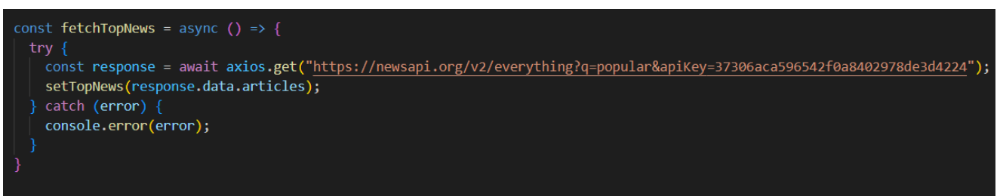 const fetchTopNews = async () => {
try {
const response = await axios.get("https://newsapi.org/v2/everything?q=popular&apiKey=37306aca596542f0a8402978de3d4224");
setTopNews(response.data.articles);
} catch (error) {
console.error(error);
}
}